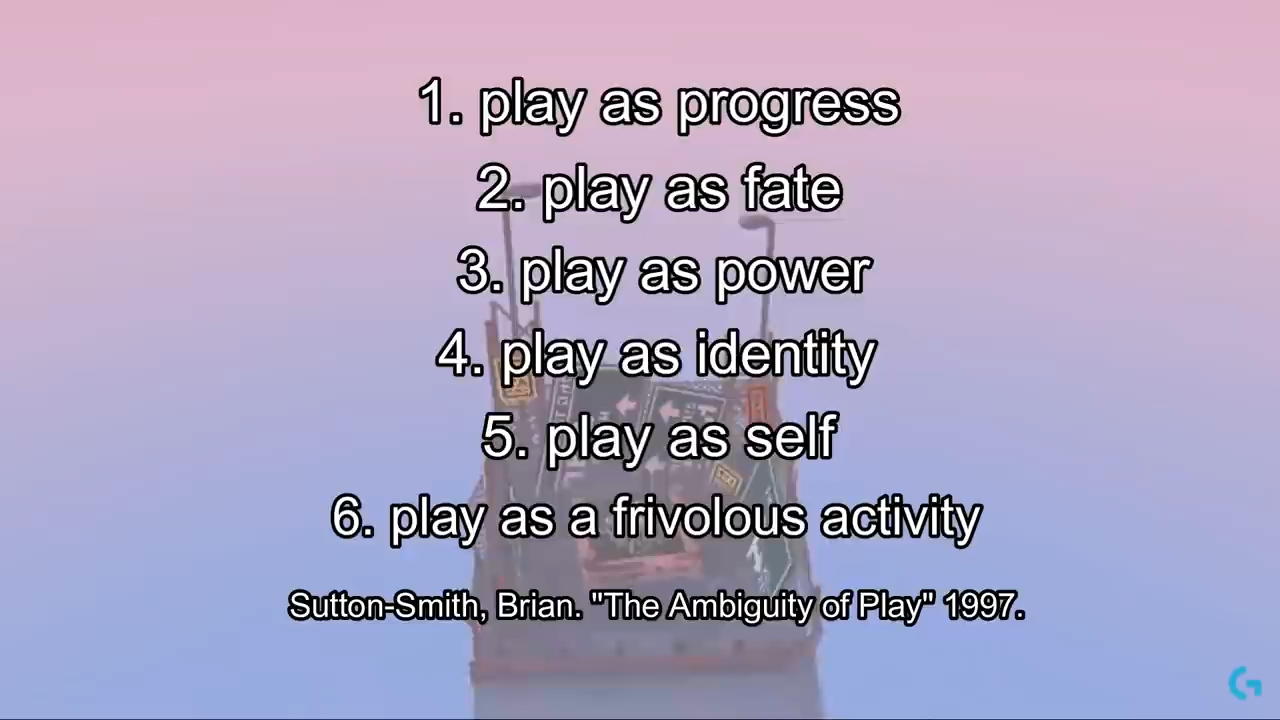 1. play as progress
2. play as fate
3. play as power
4. play as identity
5. play as self
6. play as a frivolous activity
Sutton-Smith, Brian. "The Ambiguity of Play" 1997.